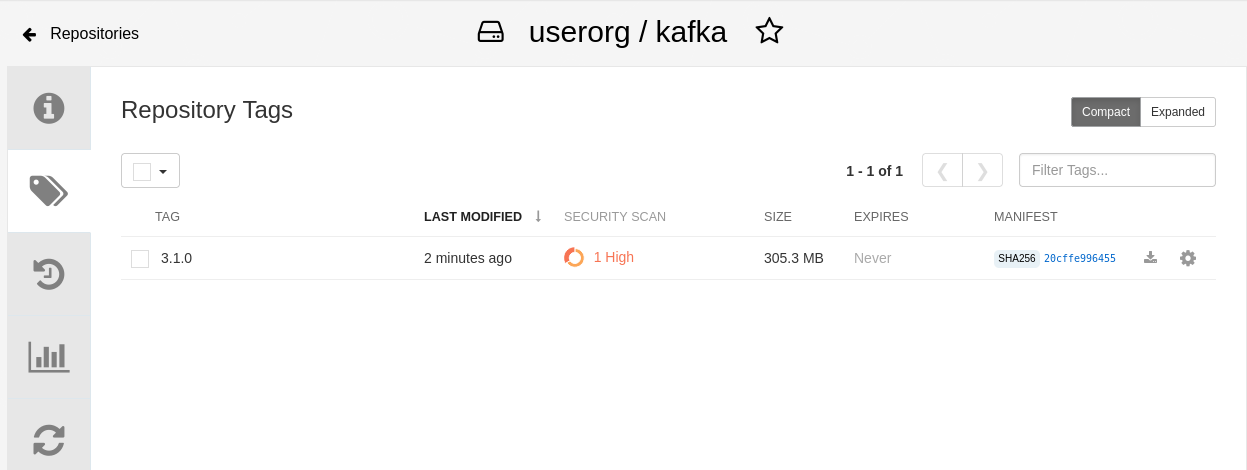 Repositories
userorg / kafka
Repository Tags
Compact Expanded
1 - 1 of 1
Filter Tags...
TAG LAST MODIFIED SECURITY SCAN SIZE EXPIRES MANIFEST
3.1.0 2 minutes ago 1 High 305.3 MB Never SHA256 20cffe996455